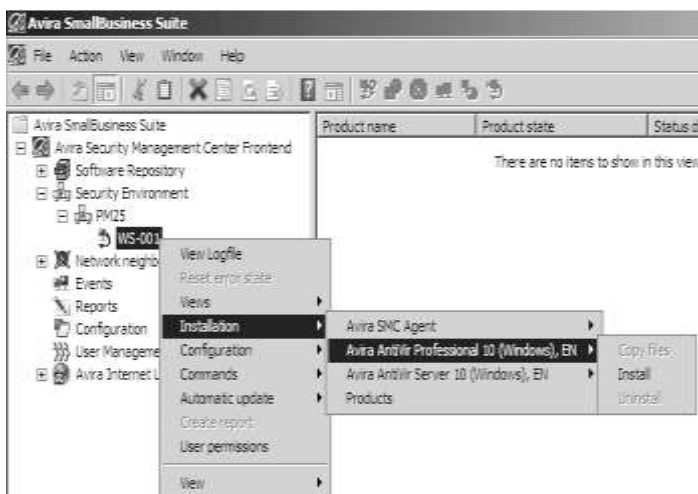 Avira SmallBusiness Suite
File Action View Window Help
Avira SmallBusiness Suite
Avira Security Management Center Frontend
Software Repository
Security Environment
PM25
WS-001
Network neighb
Events
Reports
Configuration
User Manageme
Avira Internet L
Product name Product state Status d
There are no items to show in this view
View Logfile
Reset error state
Views
Installation
Configuration
Commands
Automatic update
Create report
User permissions
View
Avira SMC Agent
Avira AntiVir Professional 10 (Windows), EN
Avira AntiVir Server 10 (Windows), EN
Products
Copy files
Install
Uninstall